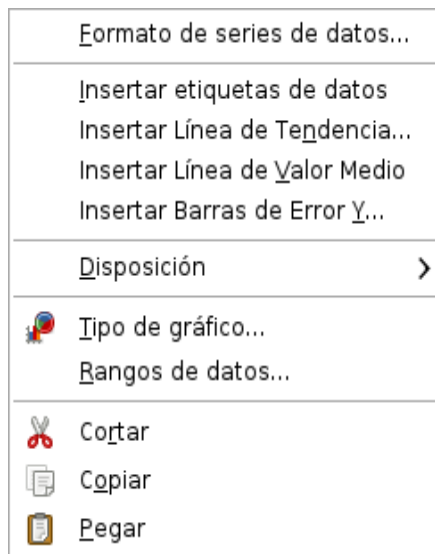 Formato de series de datos...
Insertar etiquetas de datos
Insertar Línea de Tendencia...
Insertar Línea de Valor Medio
Insertar Barras de Error Y...
Disposición
Tipo de gráfico...
Rangos de datos...
Cortar
Copiar
Pegar